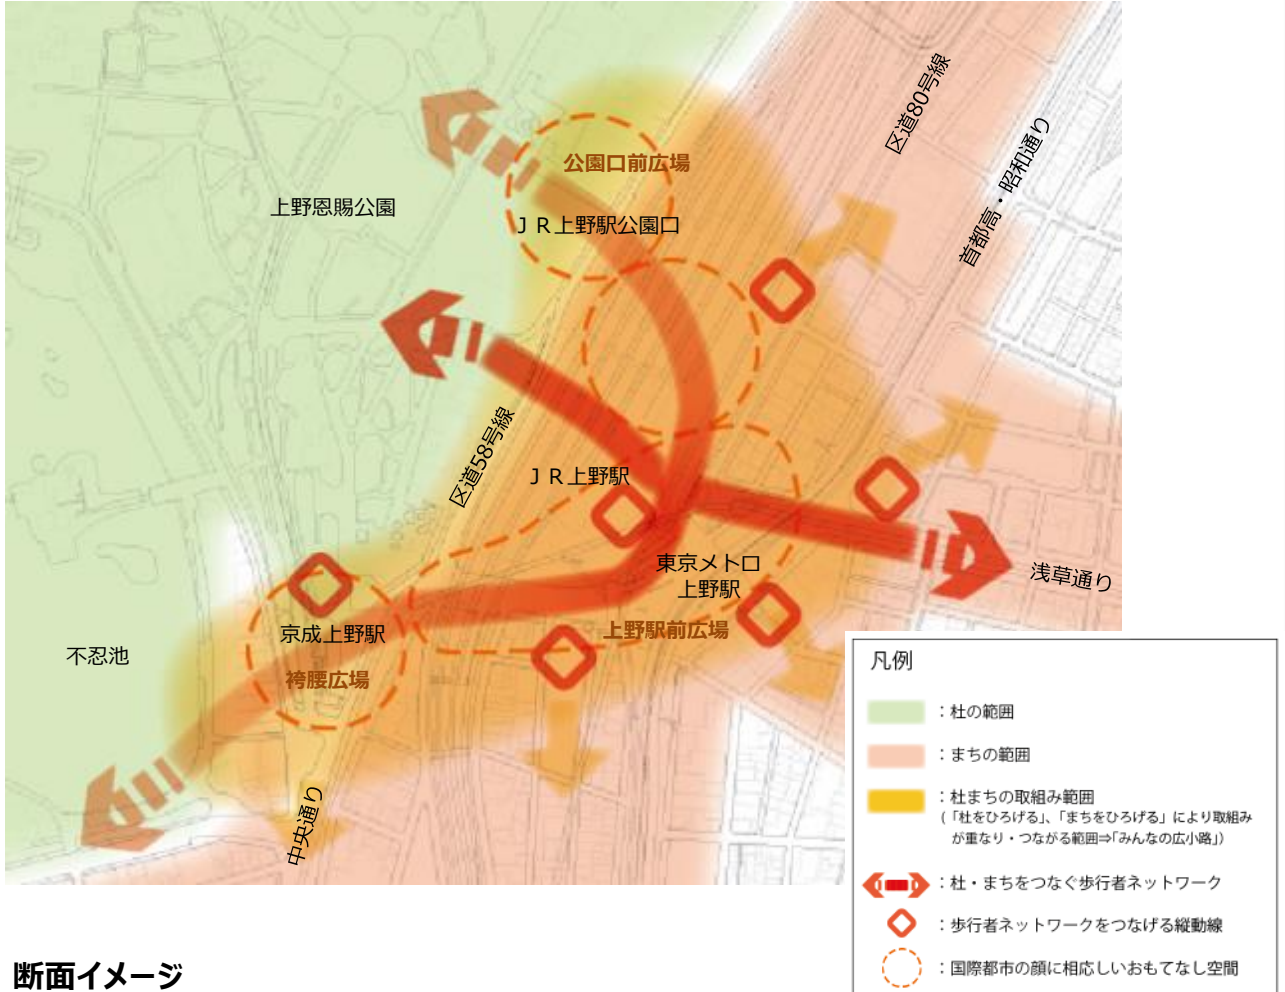 区道80号線
首都高・昭和通り
公園口前広場
上野恩賜公園
ＪＲ上野駅公園口
区道58号線
ＪＲ上野駅
東京メトロ
上野駅
浅草通り
上野駅前広場
京成上野駅
不忍池
袴腰広場
中央通り
凡例
：杜の範囲
：まちの範囲
：杜まちの取組み範囲
(「杜をひろげる」、「まちをひろげる」により取組み
が重なり・つながる範囲⇒「みんなの広小路」)
：杜・まちをつなぐ歩行者ネットワーク
：歩行者ネットワークをつなげる縦動線
：国際都市の顔に相応しいおもてなし空間
断面イメージ